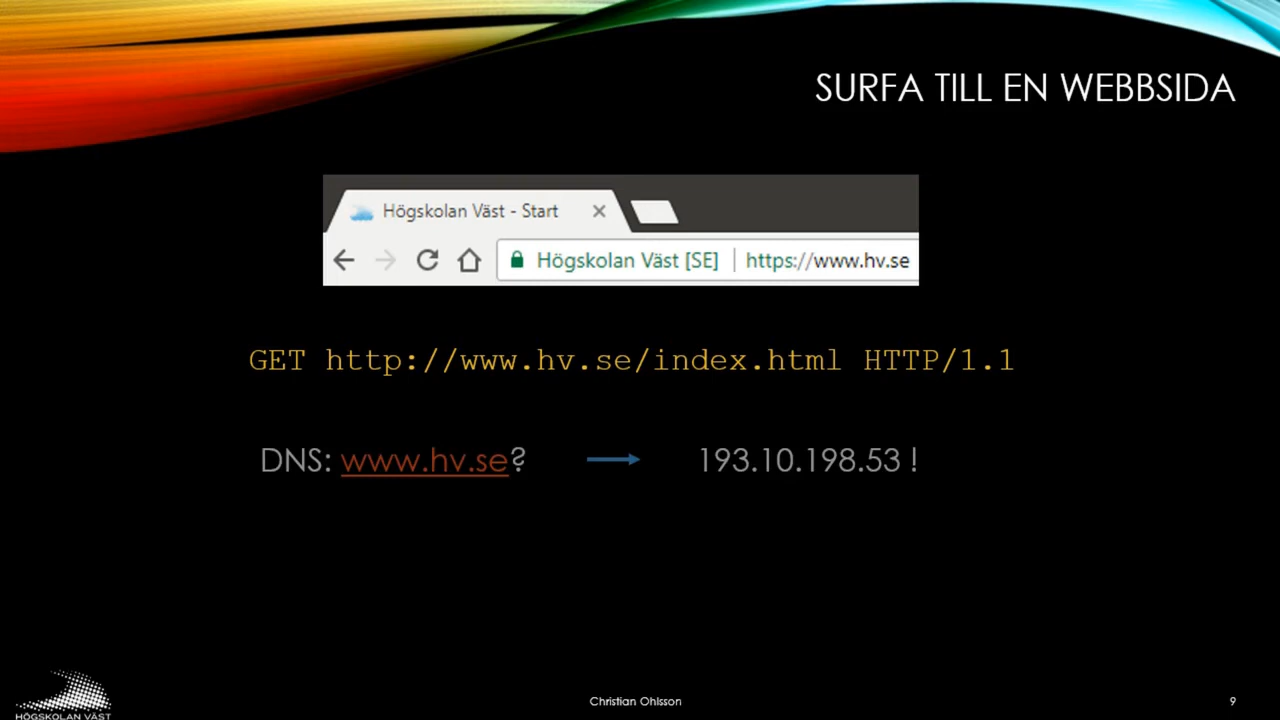 SURFA TILL EN WEBBSIDA
Högskolan Väst - Start
Högskolan Väst [SE] | https://www.hv.se
GET http://www.hv.se/index.html HTTP/1.1
DNS: www.hv.se? 193.10.198.53 !
HÖGSKOLAN VÄST
Christian Ohlsson
9